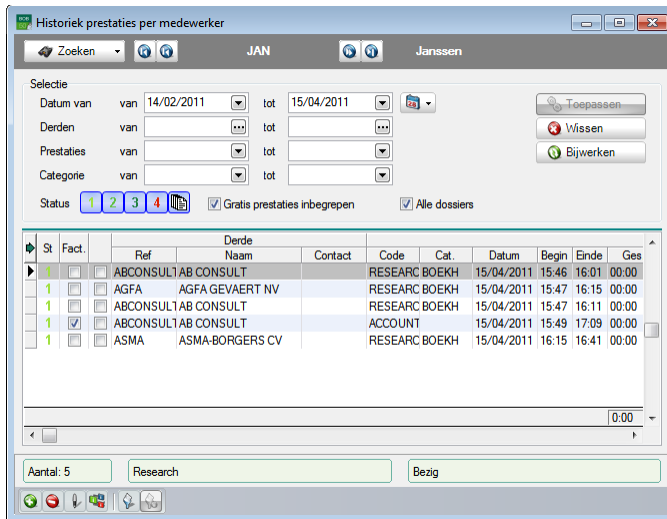 BOB Historiek prestaties per medewerker
Zoeken JAN Janssen
Selectie
Datum van van 14/02/2011 tot 15/04/2011 28 Toepassen
Derden van tot Wissen
Prestaties van tot Bijwerken
Categorie van tot
Status 1 2 3 4 Gratis prestaties inbegrepen Alle dossiers
St Fact. Derde
Ref Naam Contact Code Cat. Datum Begin Einde Ges
1 ABCONSULT AB CONSULT RESEARC BOEKH 15/04/2011 15:46 16:01 00:00
1 AGFA AGFA GEVAERT NV RESEARC BOEKH 15/04/2011 15:47 16:15 00:00
1 ABCONSULT AB CONSULT RESEARC BOEKH 15/04/2011 15:47 16:11 00:00
1 ABCONSULT AB CONSULT ACCOUNT 15/04/2011 15:49 17:09 00:00
1 ASMA ASMA-BORGERS CV RESEARC BOEKH 15/04/2011 16:15 16:41 00:00
0:00
Aantal: 5 Research Bezig